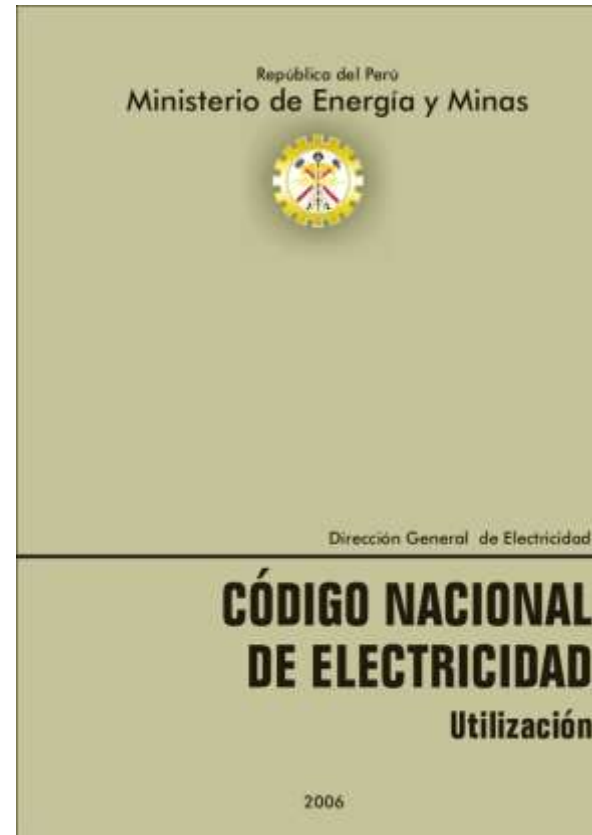 República del Perú
Ministerio de Energía y Minas
Dirección General de Electricidad
CÓDIGO NACIONAL
DE ELECTRICIDAD
Utilización
2006